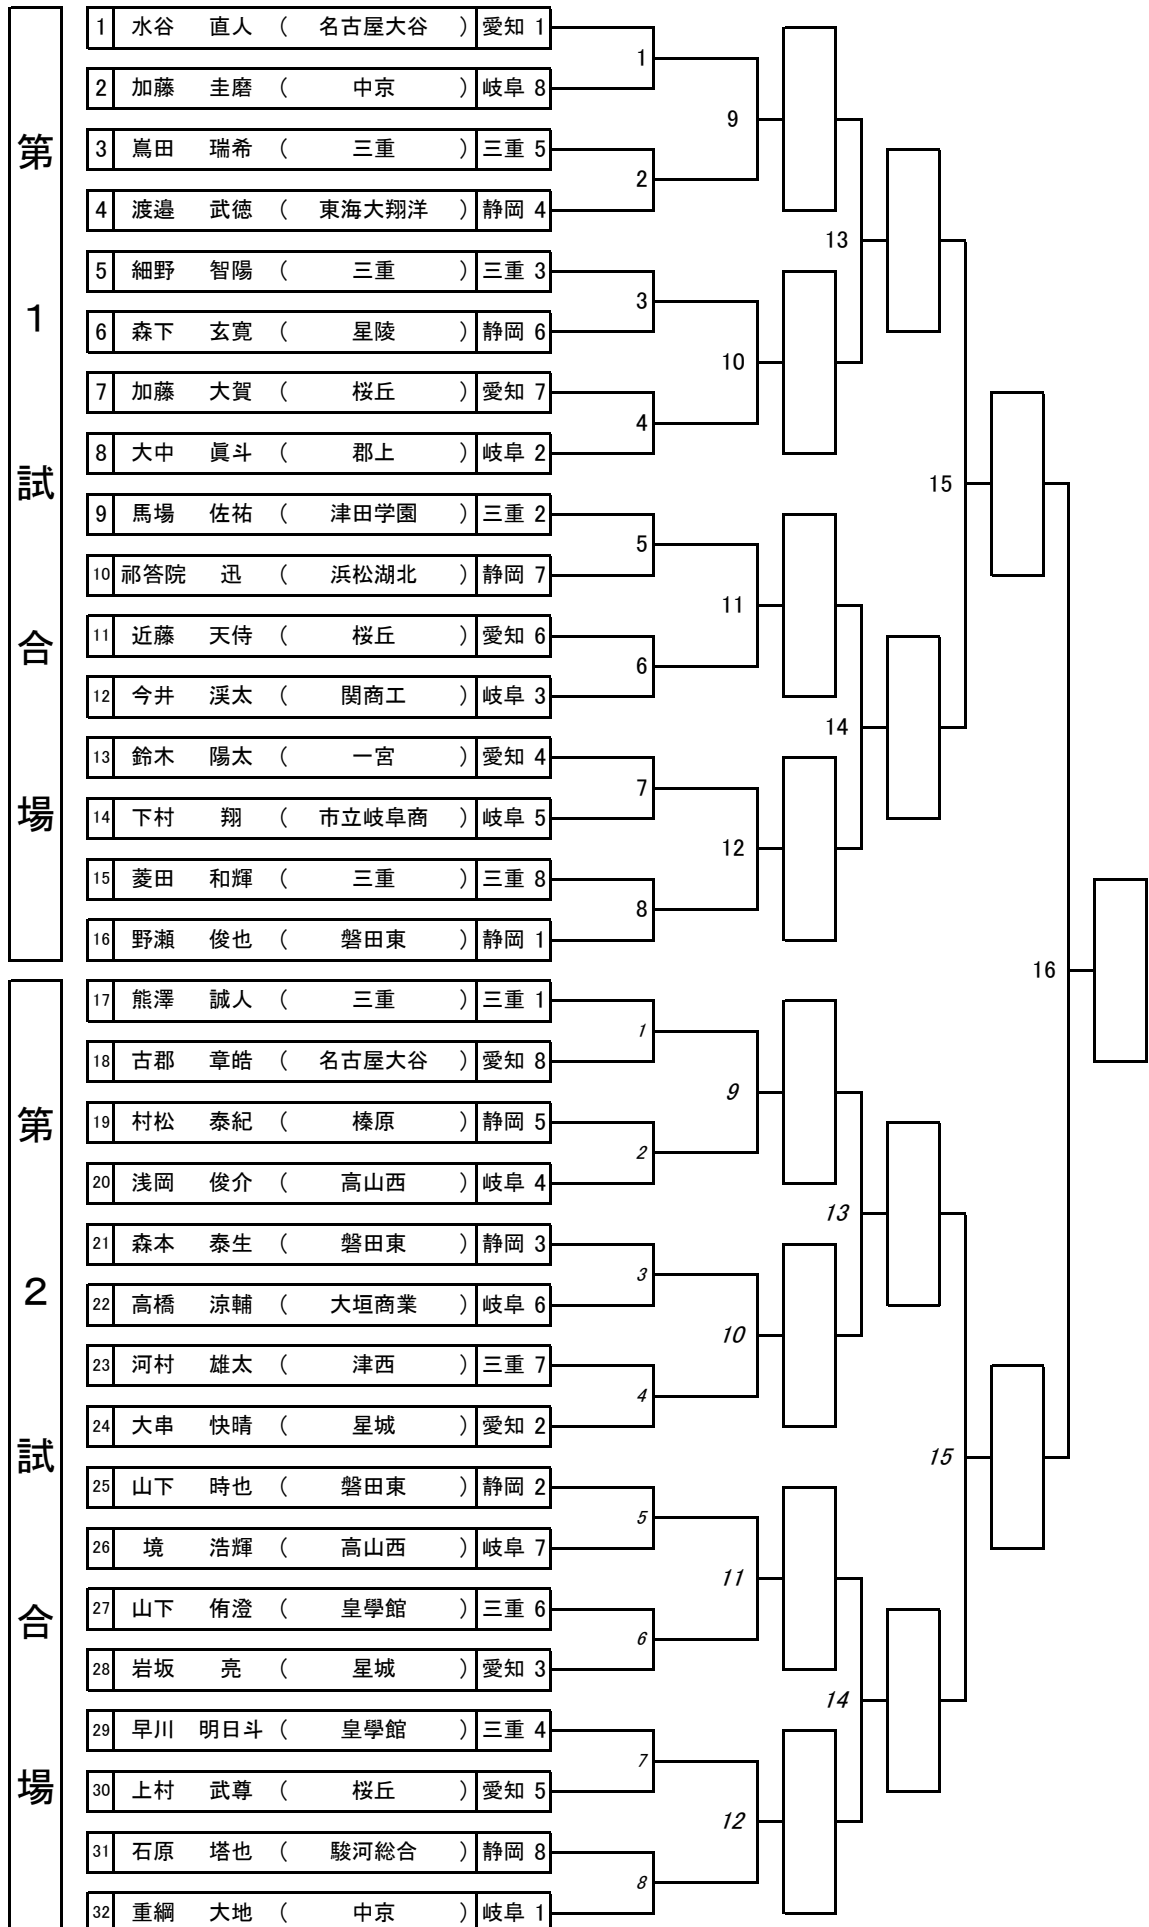 第1試合場
1 水谷 直人 ( 名古屋大谷 ) 愛知 1
2 加藤 圭磨 ( 中京 ) 岐阜 8
3 嶌田 瑞希 ( 三重 ) 三重 5
4 渡邉 武徳 ( 東海大翔洋 ) 静岡 4
5 細野 智陽 ( 三重 ) 三重 3
6 森下 玄寛 ( 星陵 ) 静岡 6
7 加藤 大賀 ( 桜丘 ) 愛知 7
8 大中 眞斗 ( 郡上 ) 岐阜 2
9 馬場 佐祐 ( 津田学園 ) 三重 2
10 祁答院 迅 ( 浜松湖北 ) 静岡 7
11 近藤 天侍 ( 桜丘 ) 愛知 6
12 今井 渓太 ( 関商工 ) 岐阜 3
13 鈴木 陽太 ( 一宮 ) 愛知 4
14 下村 翔 ( 市立岐阜商 ) 岐阜 5
15 菱田 和輝 ( 三重 ) 三重 8
16 野瀬 俊也 ( 磐田東 ) 静岡 1
1
2
3
4
5
6
7
8
9
10
11
12
13
14
15
16
第2試合場
17 熊澤 誠人 ( 三重 ) 三重 1
18 古郡 章皓 ( 名古屋大谷 ) 愛知 8
19 村松 泰紀 ( 榛原 ) 静岡 5
20 浅岡 俊介 ( 高山西 ) 岐阜 4
21 森本 泰生 ( 磐田東 ) 静岡 3
22 高橋 涼輔 ( 大垣商業 ) 岐阜 6
23 河村 雄太 ( 津西 ) 三重 7
24 大串 快晴 ( 星城 ) 愛知 2
25 山下 時也 ( 磐田東 ) 静岡 2
26 境 浩輝 ( 高山西 ) 岐阜 7
27 山下 侑澄 ( 皇學館 ) 三重 6
28 岩坂 亮 ( 星城 ) 愛知 3
29 早川 明日斗 ( 皇學館 ) 三重 4
30 上村 武尊 ( 桜丘 ) 愛知 5
31 石原 塔也 ( 駿河総合 ) 静岡 8
32 重綱 大地 ( 中京 ) 岐阜 1
1
2
3
4
5
6
7
8
9
10
11
12
13
14
15